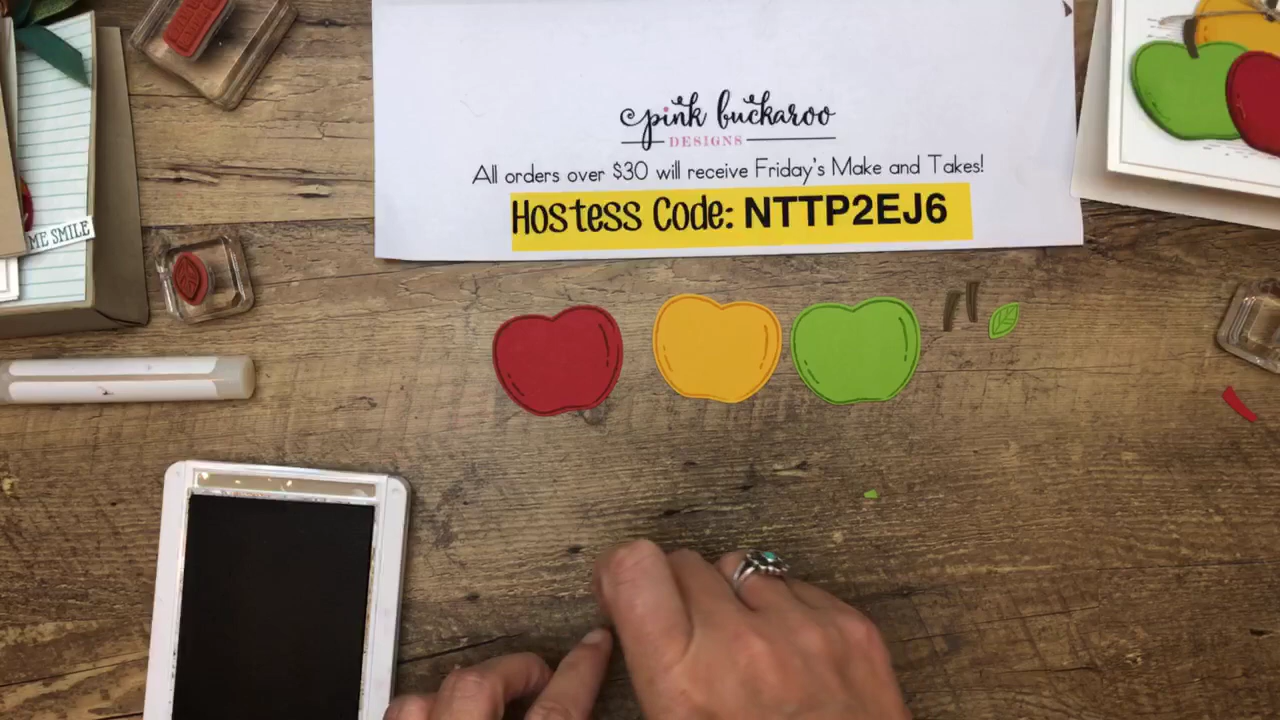 pink buckaroo
DESIGNS
All orders over $30 will receive Friday's Make and Takes!
Hostess Code: NTTP2EJ6
ME SMILE